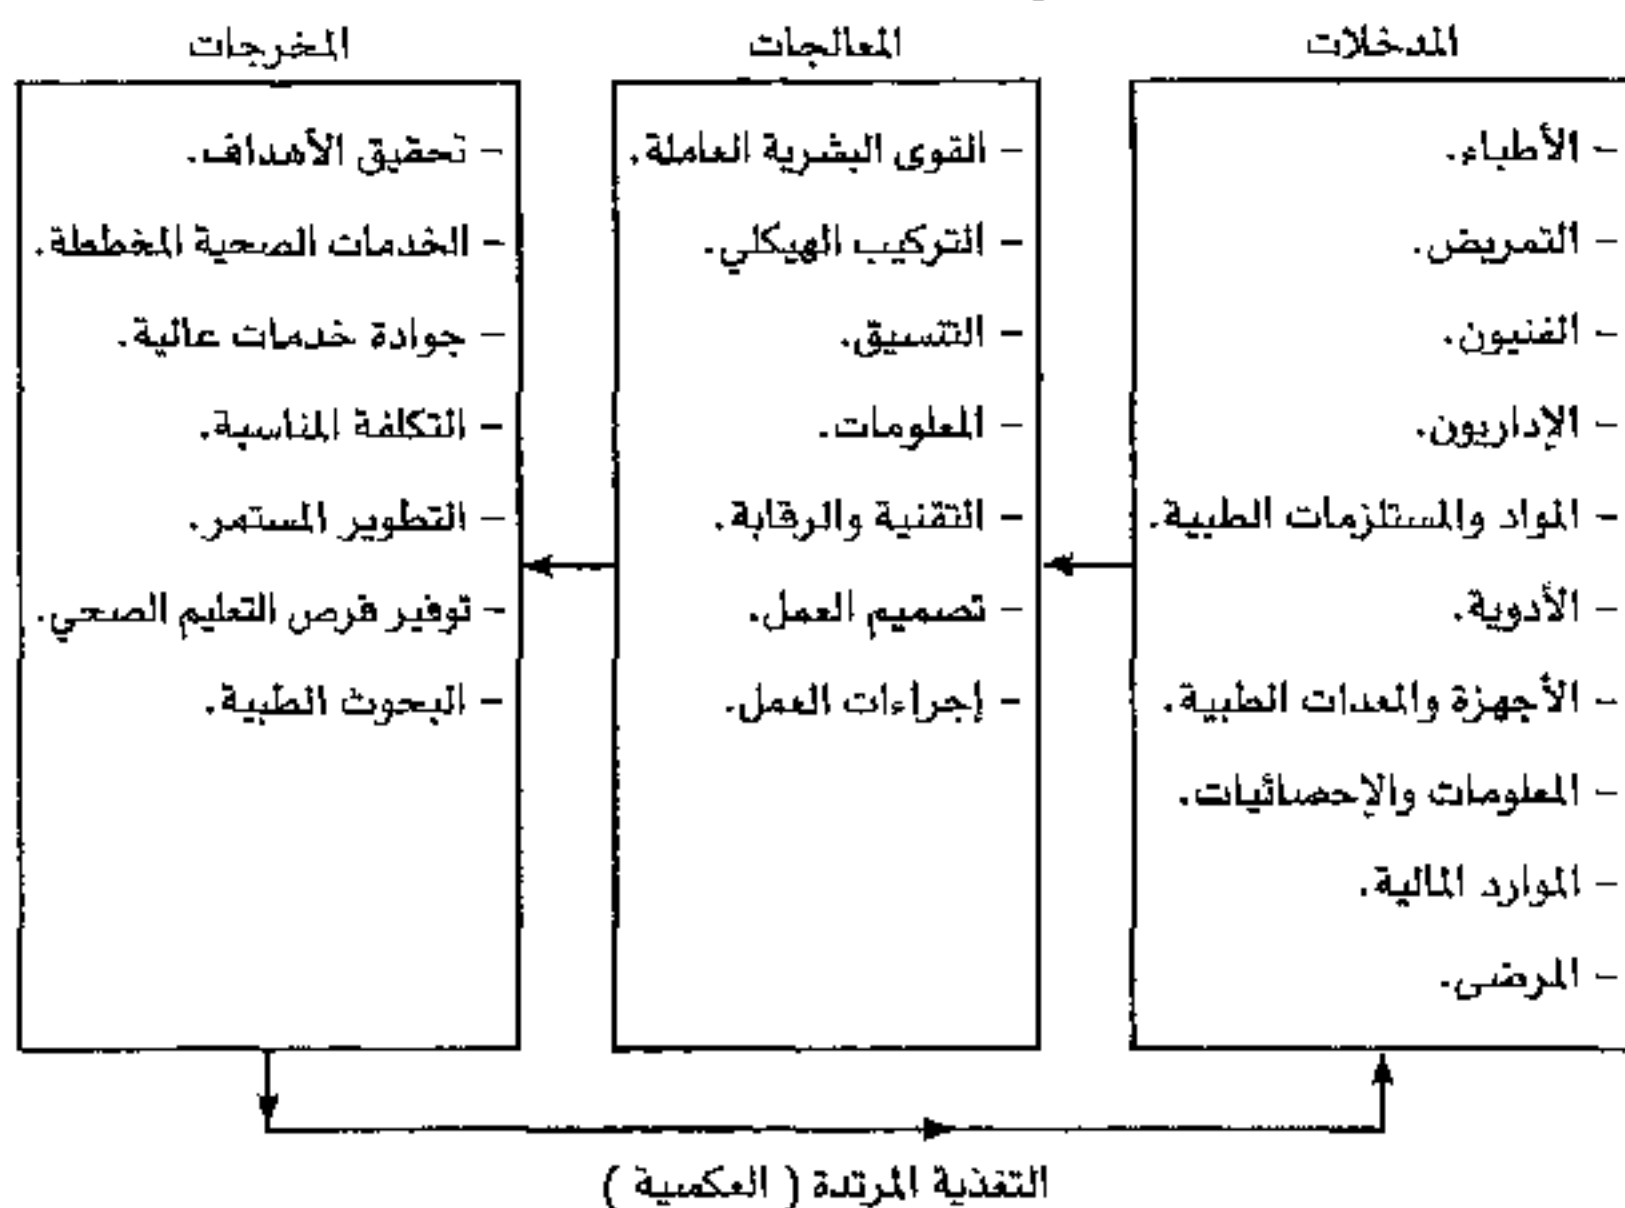 المدخلات
- الأطباء.
- التمريض.
- الفنيون.
- الإداريون.
- المواد والمستلزمات الطبية.
- الأدوية.
- الأجهزة والمعدات الطبية.
- المعلومات والإحصائيات.
- الموارد المالية.
- المرضى.
المعالجات
- القوى البشرية العاملة.
- التركيب الهيكلي.
- التنسيق.
- المعلومات.
- التقنية والرقابة.
- تصميم العمل.
- إجراءات العمل.
المخرجات
- تحقيق الأهداف.
- الخدمات الصحية المخططة.
- جوادة خدمات عالية.
- التكلفة المناسبة.
- التطوير المستمر.
- توفير فرص التعليم الصحي.
- البحوث الطبية.
التغذية المرتدة ( العكسية )